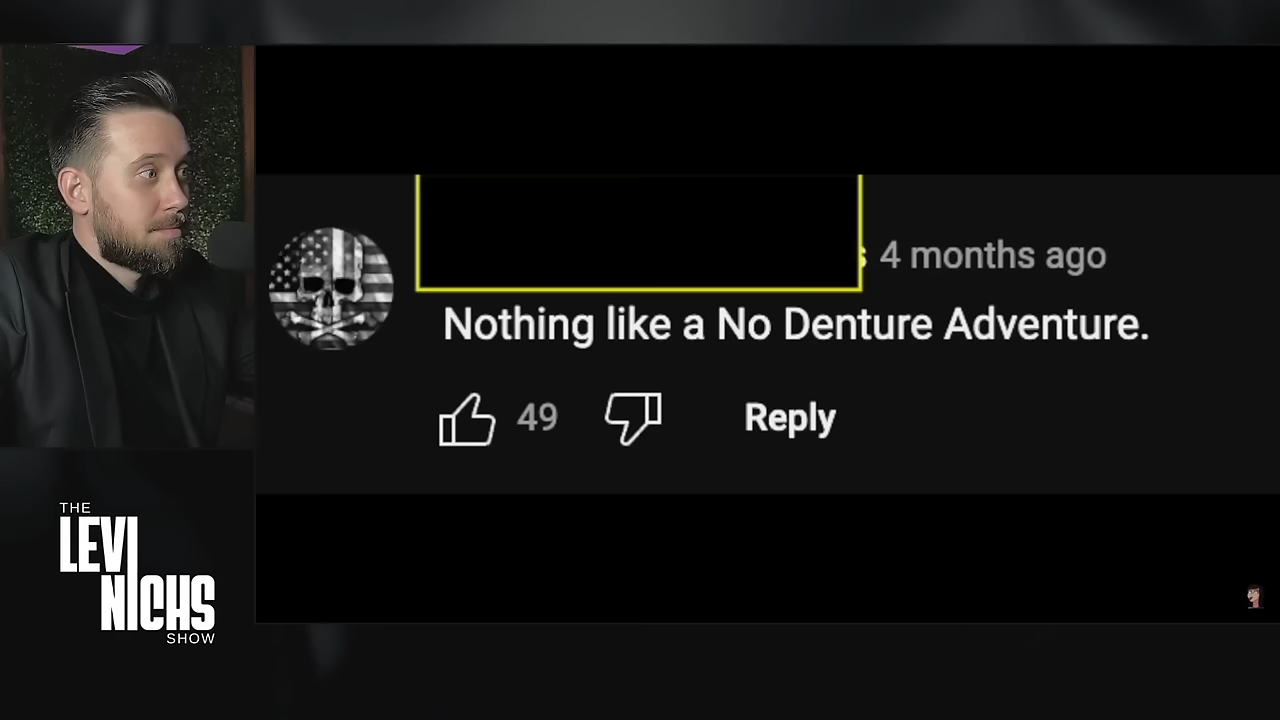 4 months ago
Nothing like a No Denture Adventure.
49
Reply
THE
LEVI
NICHS
SHOW